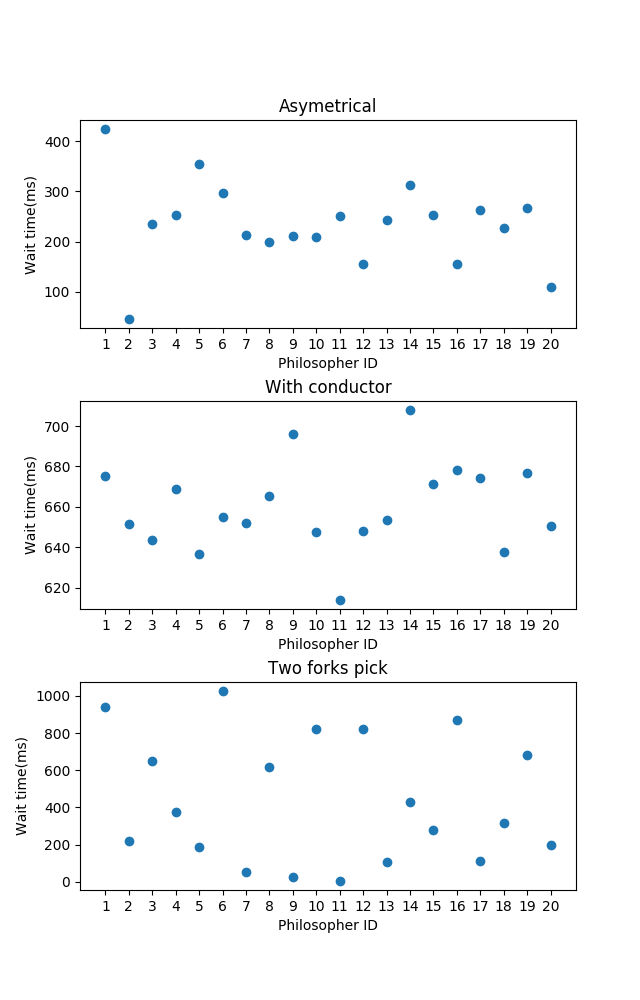 Asymetrical
Wait time(ms)
400
300
200
100
1 2 3 4 5 6 7 8 9 10 11 12 13 14 15 16 17 18 19 20
Philosopher ID
With conductor
Wait time(ms)
700
680
660
640
620
1 2 3 4 5 6 7 8 9 10 11 12 13 14 15 16 17 18 19 20
Philosopher ID
Two forks pick
Wait time(ms)
1000
800
600
400
200
0
1 2 3 4 5 6 7 8 9 10 11 12 13 14 15 16 17 18 19 20
Philosopher ID